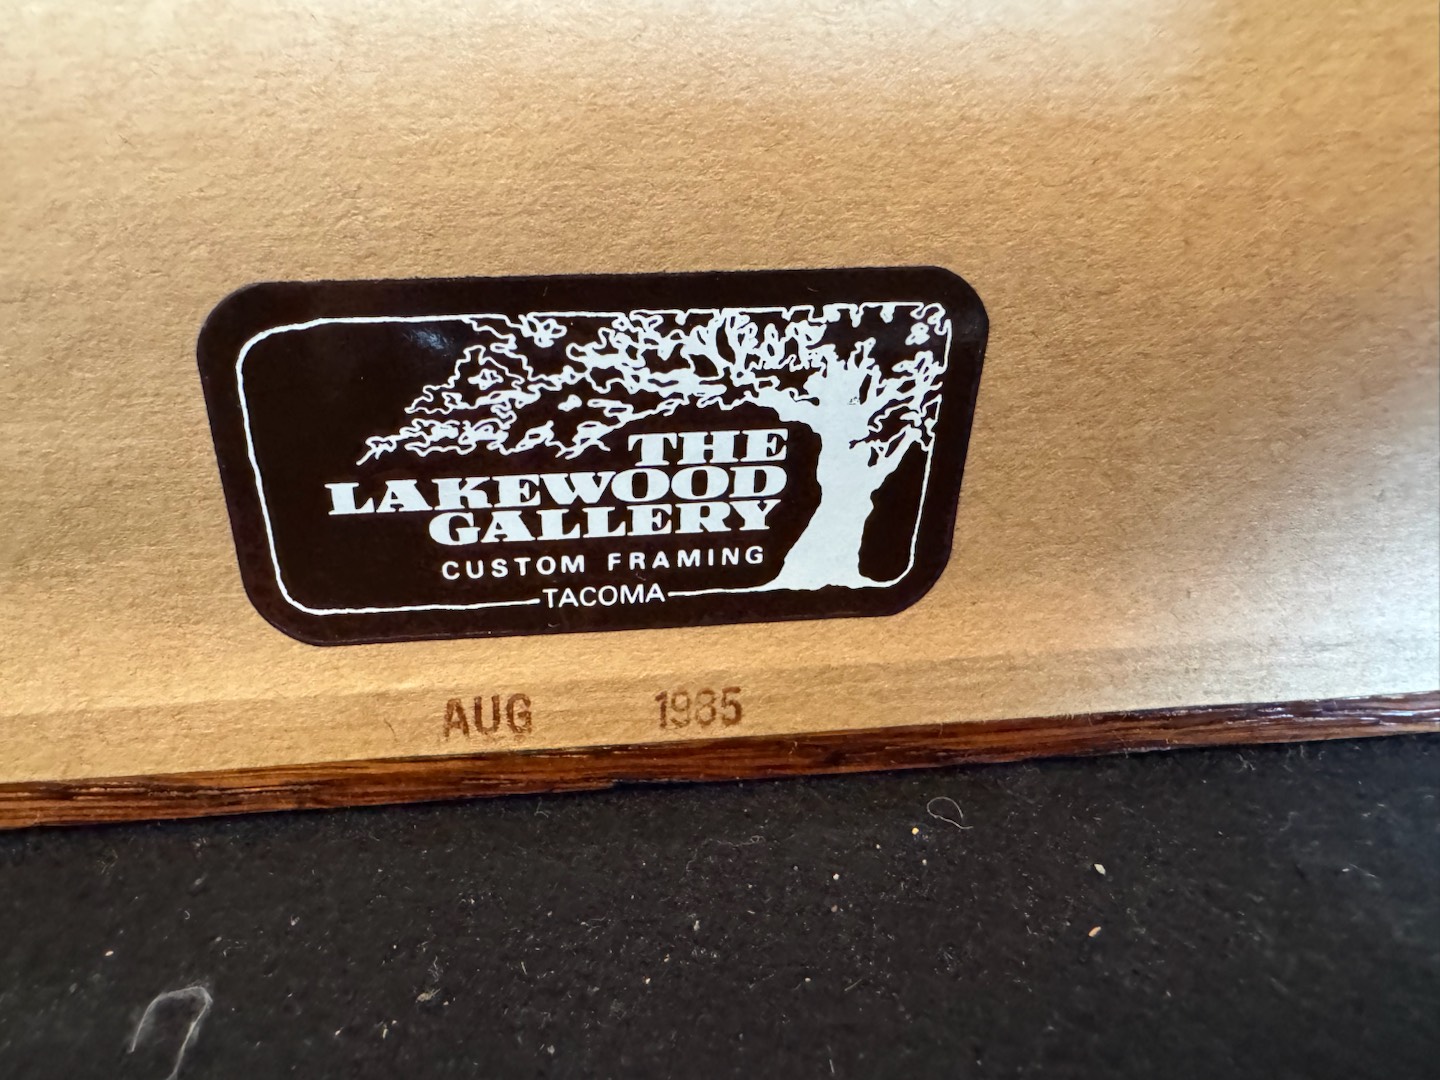 THE
LAKEWOOD
GALLERY
CUSTOM FRAMING
TACOMA
AUG 1985